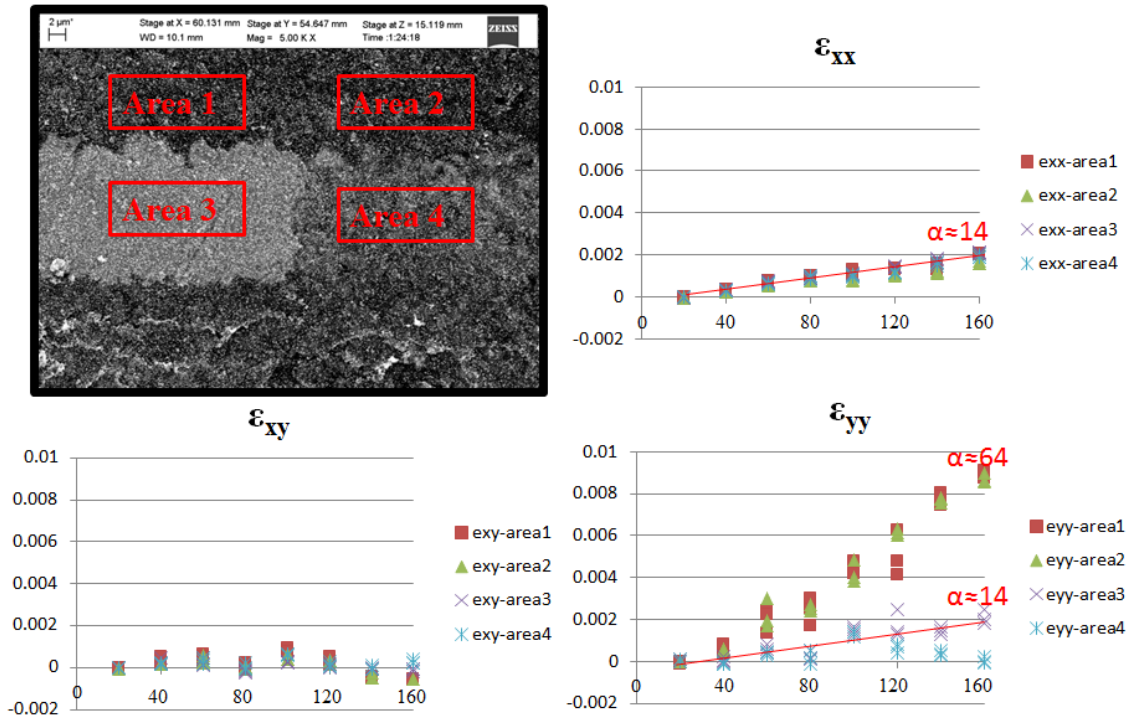 2 µm*
Stage at X = 60.131 mm Stage at Y = 54.647 mm Stage at Z = 15.119 mm
WD = 10.1 mm Mag = 5.00 K X Time :1:24:18
ZEISS
Area 1
Area 2
Area 3
Area 4
εxx
0.01
0.008
0.006
0.004
0.002
0
-0.002
0
40
80
120
160
α≈14
exx-area1
exx-area2
exx-area3
exx-area4
εxy
0.01
0.008
0.006
0.004
0.002
0
-0.002
0
40
80
120
160
exy-area1
exy-area2
exy-area3
exy-area4
εyy
0.01
0.008
0.006
0.004
0.002
0
-0.002
0
40
80
120
160
α≈64
α≈14
eyy-area1
eyy-area2
eyy-area3
eyy-area4